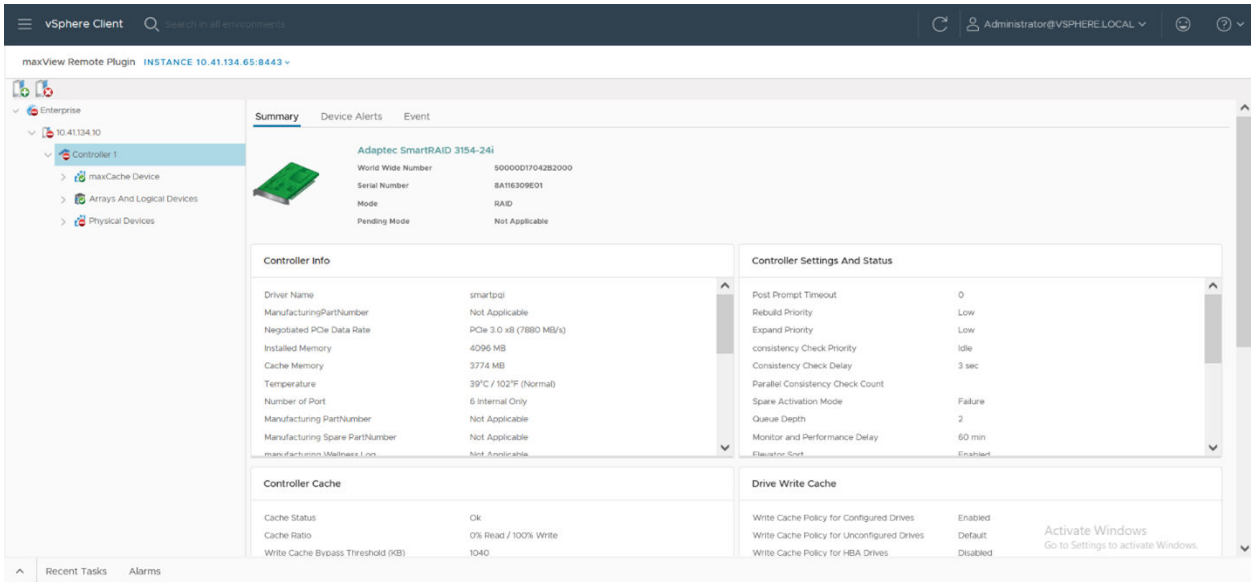 vSphere Client Search in all environments Administrator@VSPHERE.LOCAL
maxView Remote Plugin INSTANCE 10.41.134.65:8443
Enterprise
10.41.134.10
Controller 1
maxCache Device
Arrays And Logical Devices
Physical Devices
Summary Device Alerts Event
Adaptec SmartRAID 3154-24i
World Wide Number 50000D17042B2000
Serial Number 8A116309E01
Mode RAID
Pending Mode Not Applicable
Controller Info
Driver Name smartpqi
ManufacturingPartNumber Not Applicable
Negotiated PCIe Data Rate PCIe 3.0 x8 (7880 MB/s)
Installed Memory 4096 MB
Cache Memory 3774 MB
Temperature 39°C / 102°F (Normal)
Number of Port 6 Internal Only
Manufacturing PartNumber Not Applicable
Manufacturing Spare PartNumber Not Applicable
manufacturing Wellness Log Not Applicable
Controller Settings And Status
Post Prompt Timeout 0
Rebuild Priority Low
Expand Priority Low
consistency Check Priority Idle
Consistency Check Delay 3 sec
Parallel Consistency Check Count
Spare Activation Mode Failure
Queue Depth 2
Monitor and Performance Delay 60 min
Elevator Sort Enabled
Controller Cache
Cache Status Ok
Cache Ratio 0% Read / 100% Write
Write Cache Bypass Threshold (KB) 1040
Drive Write Cache
Write Cache Policy for Configured Drives Enabled
Write Cache Policy for Unconfigured Drives Default
Write Cache Policy for HBA Drives Disabled
Activate Windows
Go to Settings to activate Windows.
Recent Tasks Alarms